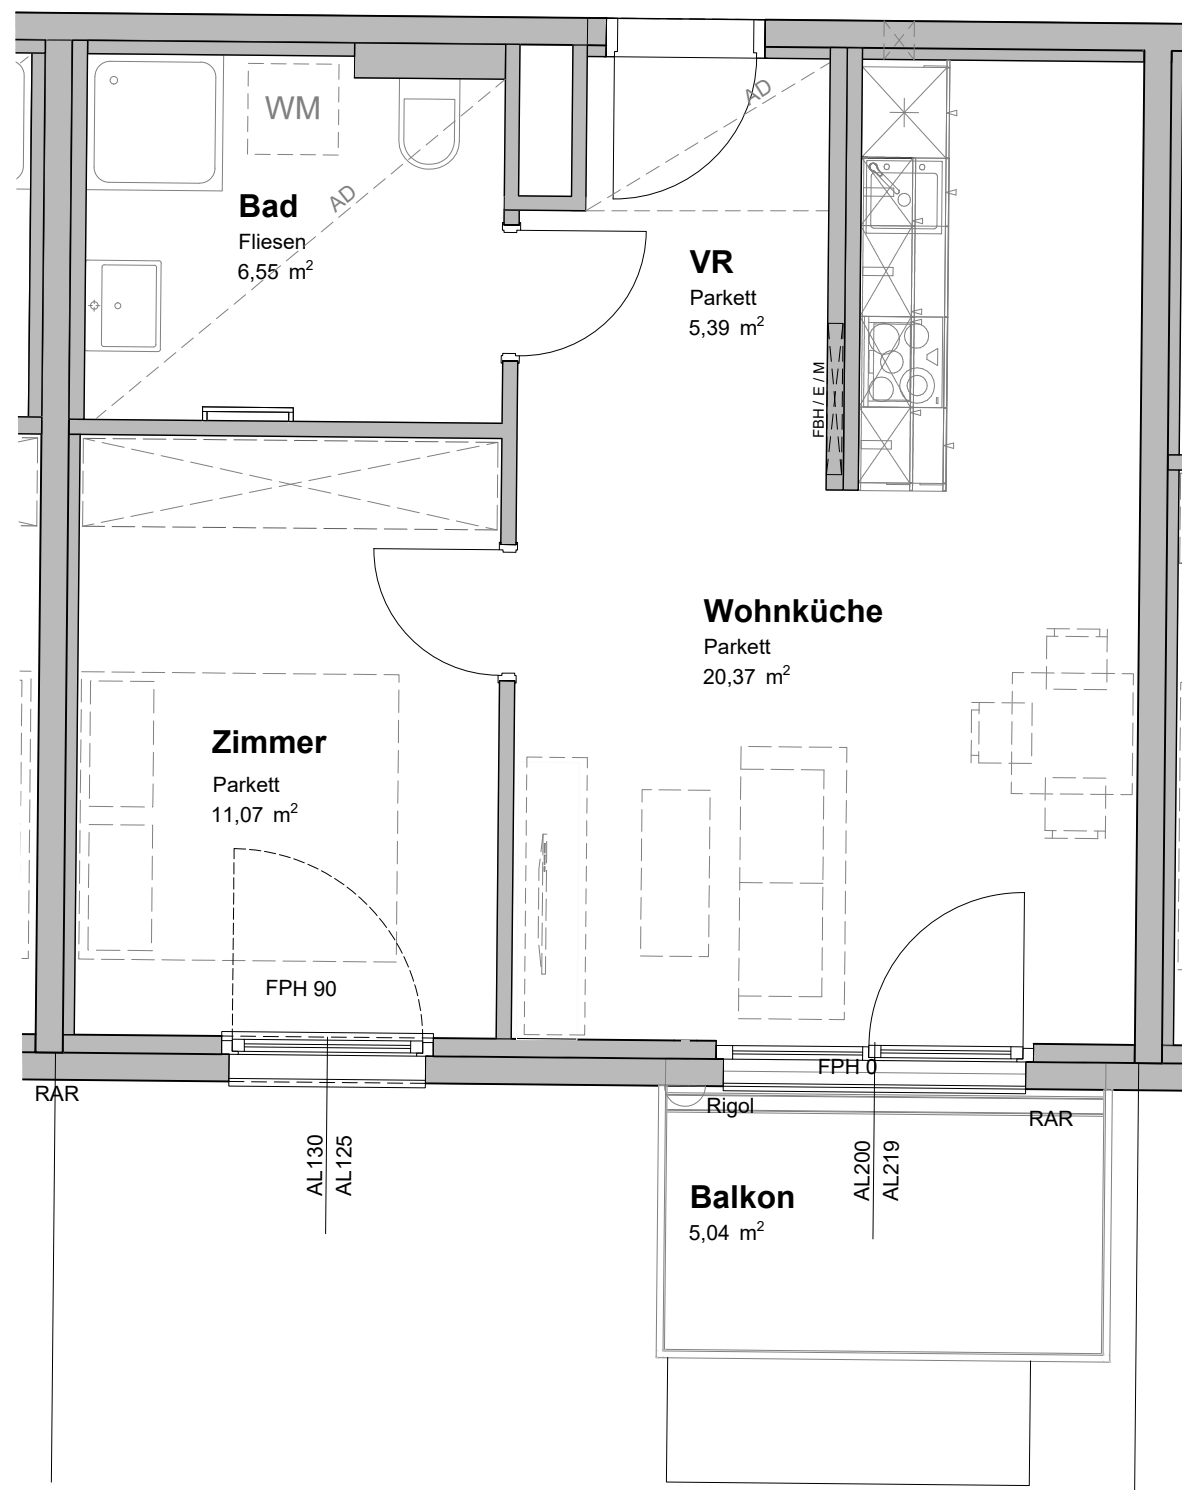 WM
AD
Bad
Fliesen
6,55 m²
AD
VR
Parkett
5,39 m²
FBH / E / M
Wohnküche
Parkett
20,37 m²
Zimmer
Parkett
11,07 m²
FPH 90
FPH 0
RAR
Rigol
RAR
AL130
AL125
AL200
AL219
Balkon
5,04 m²